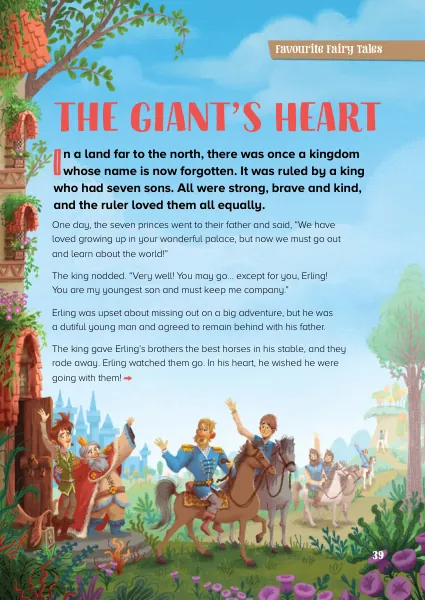 Favourite Fairy Tales
THE GIANT'S HEART
In a land far to the north, there was once a kingdom
whose name is now forgotten. It was ruled by a king
who had seven sons. All were strong, brave and kind,
and the ruler loved them all equally.
One day, the seven princes went to their father and said, “We have
loved growing up in your wonderful palace, but now we must go out
and learn about the world!”
The king nodded. “Very well! You may go... except for you, Erling!
You are my youngest son and must keep me company.”
Erling was upset about missing out on a big adventure, but he was
a dutiful young man and agreed to remain behind with his father.
The king gave Erling’s brothers the best horses in his stable, and they
rode away. Erling watched them go. In his heart, he wished he were
going with them! ➡
39